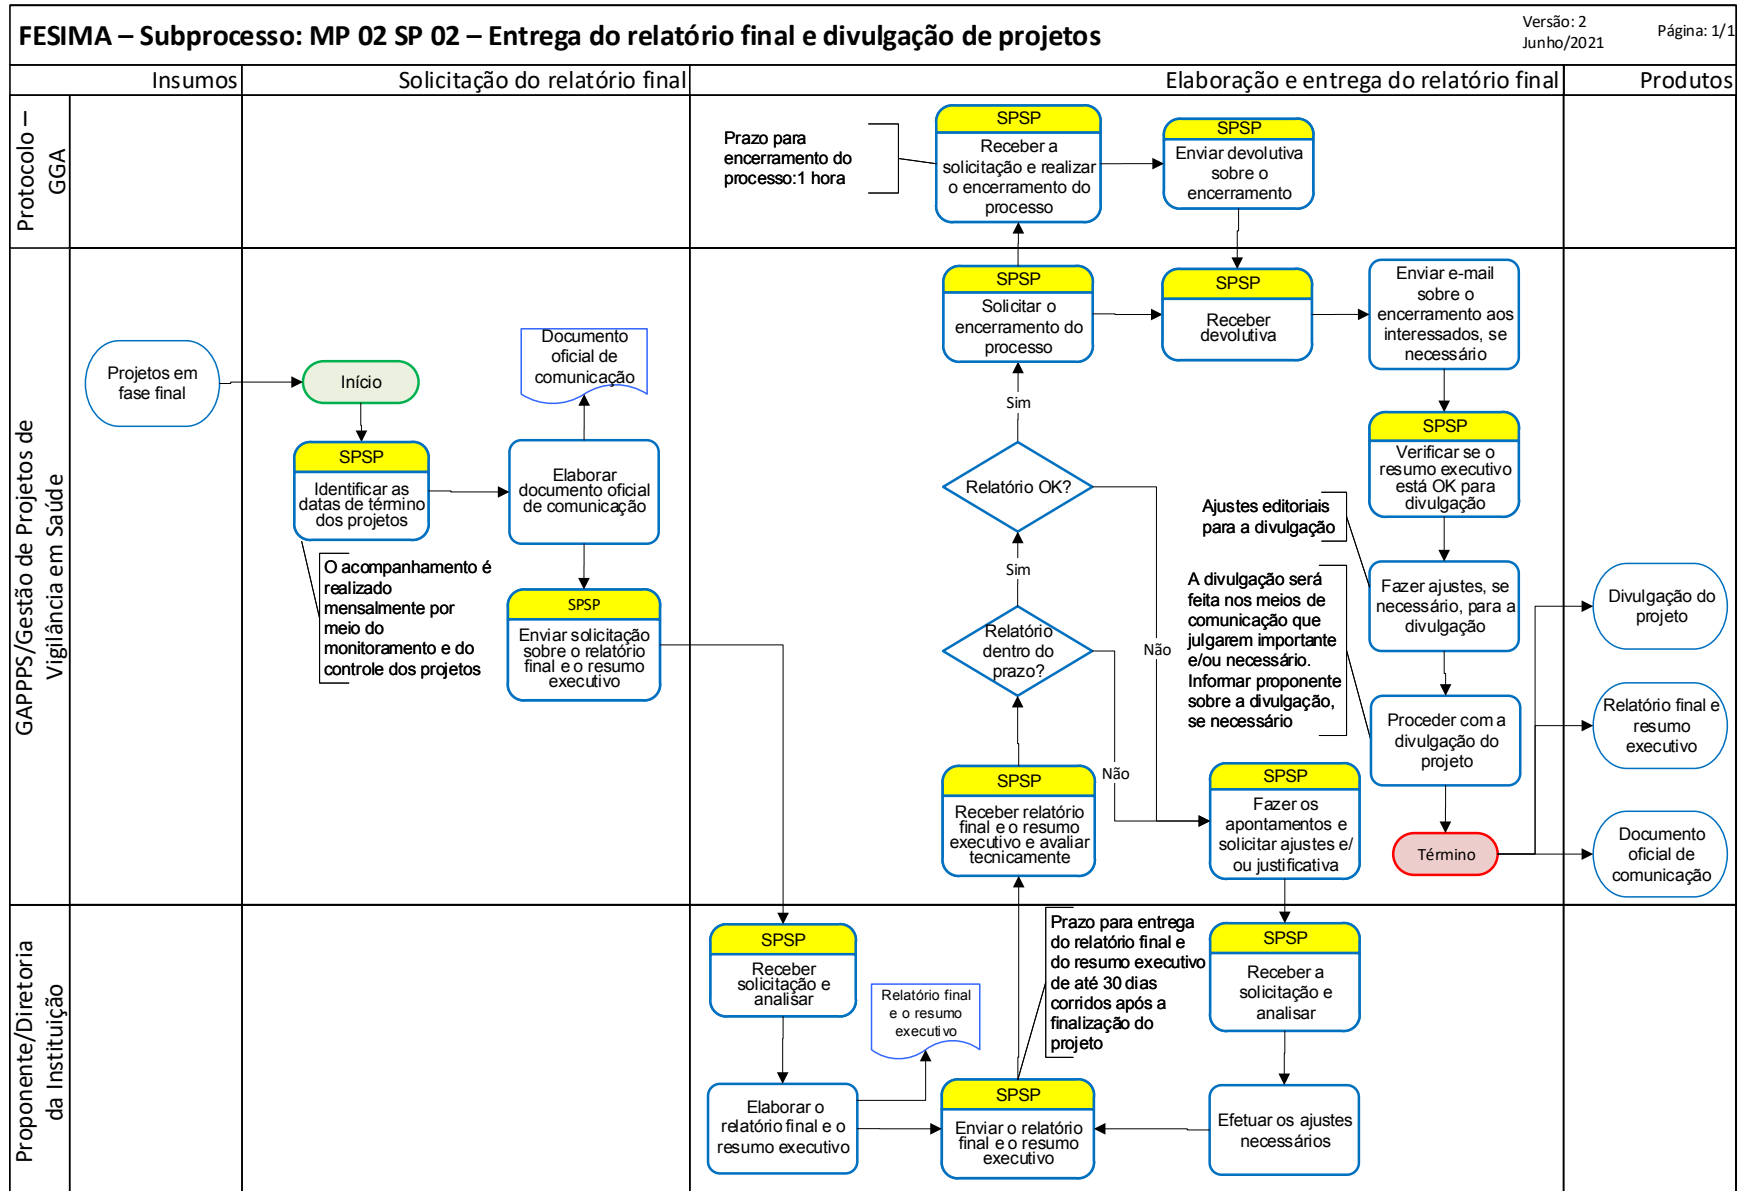 FESIMA – Subprocesso: MP 02 SP 02 – Entrega do relatório final e divulgação de projetos
Versão: 2
Junho/2021
Página: 1/1
Insumos
Solicitação do relatório final
Elaboração e entrega do relatório final
Produtos
Protocolo –
GGA
Prazo para
encerramento do
processo:1 hora
SPSP
Receber a
solicitação e realizar
o encerramento do
processo
SPSP
Enviar devolutiva
sobre o
encerramento
GAPPPS/Gestão de Projetos de
Vigilância em Saúde
Projetos em
fase final
Início
SPSP
Identificar as
datas de término
dos projetos
O acompanhamento é
realizado
mensalmente por
meio do
monitoramento e do
controle dos projetos
Documento
oficial de
comunicação
Elaborar
documento oficial
de comunicação
SPSP
Enviar solicitação
sobre o relatório
final e o resumo
executivo
SPSP
Solicitar o
encerramento do
processo
SPSP
Receber
devolutiva
Enviar e-mail
sobre o
encerramento aos
interessados, se
necessário
Sim
Relatório OK?
Sim
Relatório
dentro do
prazo?
Não
Não
SPSP
Receber relatório
final e o resumo
executivo e avaliar
tecnicamente
SPSP
Verificar se o
resumo executivo
está OK para
divulgação
Ajustes editoriais
para a divulgação
Fazer ajustes, se
necessário, para a
divulgação
A divulgação será
feita nos meios de
comunicação que
julgarem importante
e/ou necessário.
Informar proponente
sobre a divulgação,
se necessário
Proceder com a
divulgação do
projeto
SPSP
Fazer os
apontamentos e
solicitar ajustes e/
ou justificativa
Término
Divulgação do
projeto
Relatório final e
resumo
executivo
Documento
oficial de
comunicação
Proponente/Diretoria
da Instituição
SPSP
Receber
solicitação e
analisar
Relatório final
e o resumo
executivo
Elaborar o
relatório final e o
resumo executivo
SPSP
Enviar o relatório
final e o resumo
executivo
Prazo para entrega
do relatório final e
do resumo executivo
de até 30 dias
corridos após a
finalização do
projeto
SPSP
Receber a
solicitação e
analisar
Efetuar os ajustes
necessários